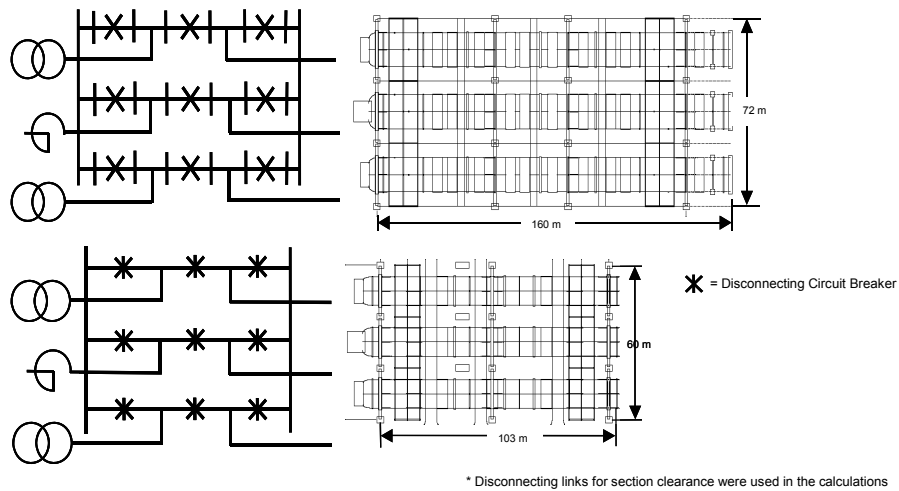 72 m
160 m
= Disconnecting Circuit Breaker
60 m
103 m
* Disconnecting links for section clearance were used in the calculations